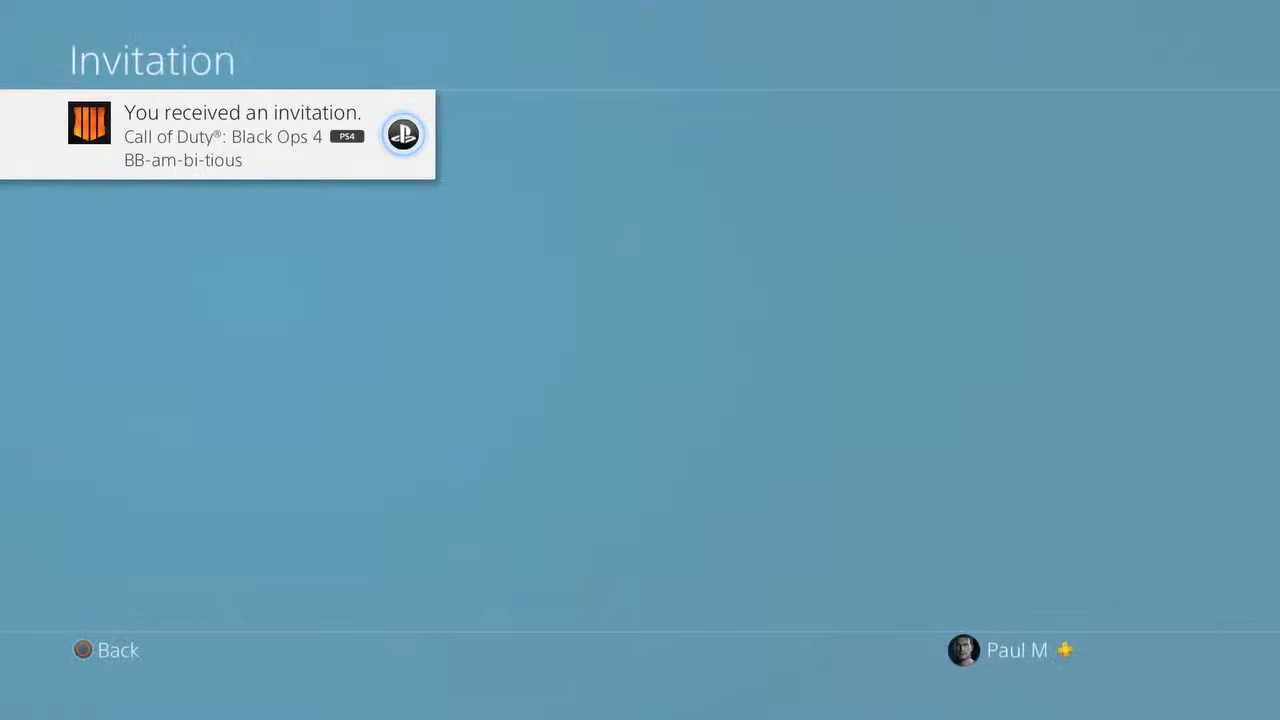 Invitation
You received an invitation.
Call of Duty®: Black Ops 4 PS4
BB-am-bi-tious
Back
Paul M